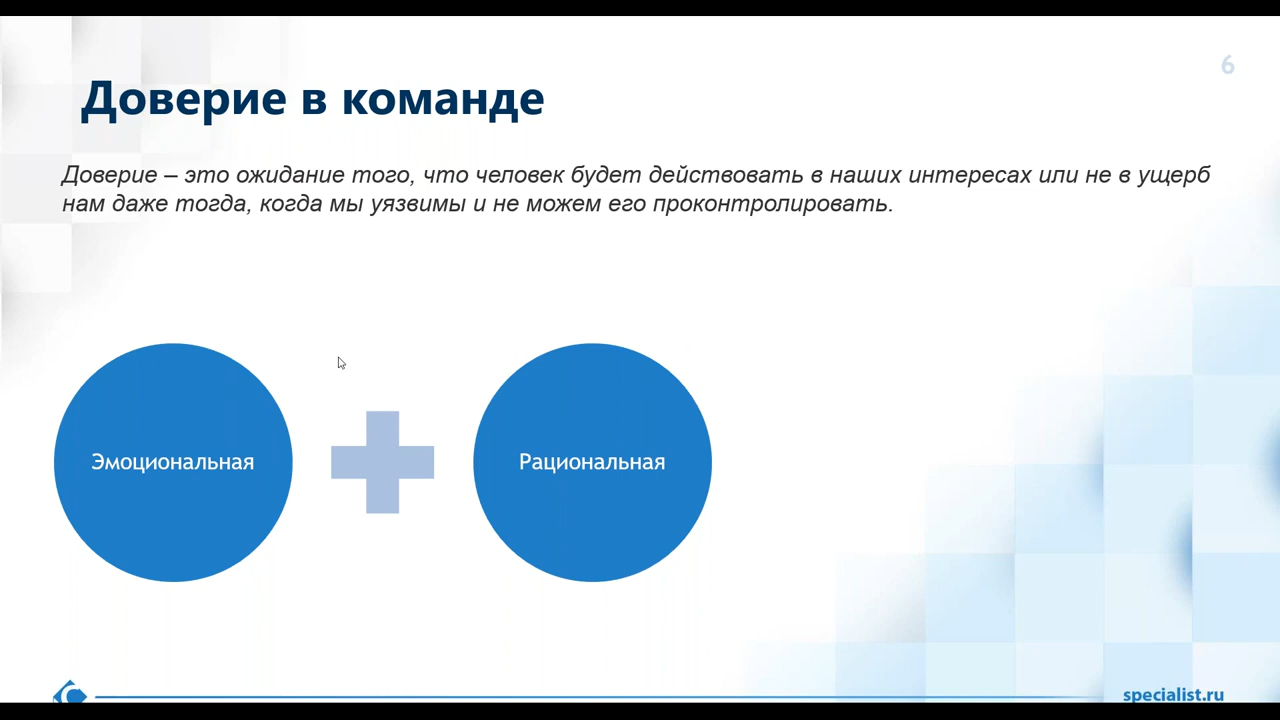 6
Доверие в команде
Доверие – это ожидание того, что человек будет действовать в наших интересах или не в ущерб
нам даже тогда, когда мы уязвимы и не можем его проконтролировать.
Эмоциональная
Рациональная
specialist.ru